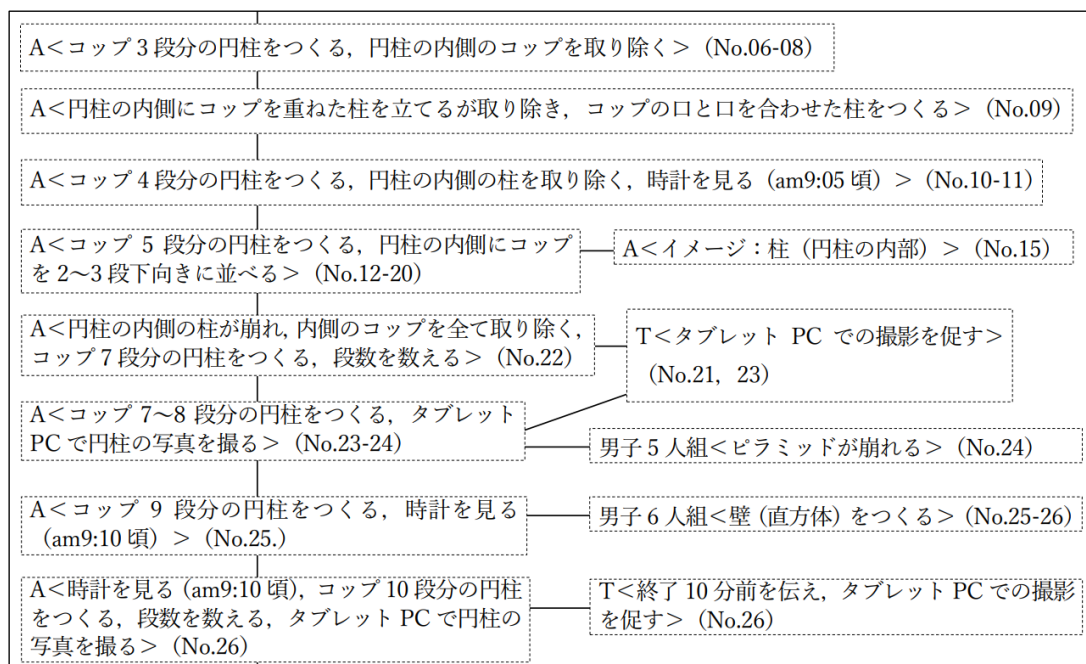 A＜コップ3段分の円柱をつくる，円柱の内側のコップを取り除く＞（No.06-08）
A＜円柱の内側にコップを重ねた柱を立てるが取り除き，コップの口と口を合わせた柱をつくる＞（No.09）
A＜コップ4段分の円柱をつくる，円柱の内側の柱を取り除く，時計を見る（am9:05頃）＞（No.10-11）
A＜コップ 5 段分の円柱をつくる，円柱の内側にコップ
を2〜3段下向きに並べる＞（No.12-20）
A＜イメージ：柱（円柱の内部）＞（No.15）
A＜円柱の内側の柱が崩れ，内側のコップを全て取り除く，
コップ7段分の円柱をつくる，段数を数える＞（No.22）
T＜タブレット PC での撮影を促す＞
（No.21，23）
A＜コップ 7〜8 段分の円柱をつくる，タブレット
PCで円柱の写真を撮る＞（No.23-24）
男子5人組＜ピラミッドが崩れる＞（No.24）
A＜コップ 9 段分の円柱をつくる，時計を見る
（am9:10頃）＞（No.25.）
男子6人組＜壁（直方体）をつくる＞（No.25-26）
A＜時計を見る（am9:10頃），コップ10段分の円柱
をつくる，段数を数える，タブレットPCで円柱の
写真を撮る＞（No.26）
T＜終了10分前を伝え，タブレットPCでの撮影
を促す＞（No.26）